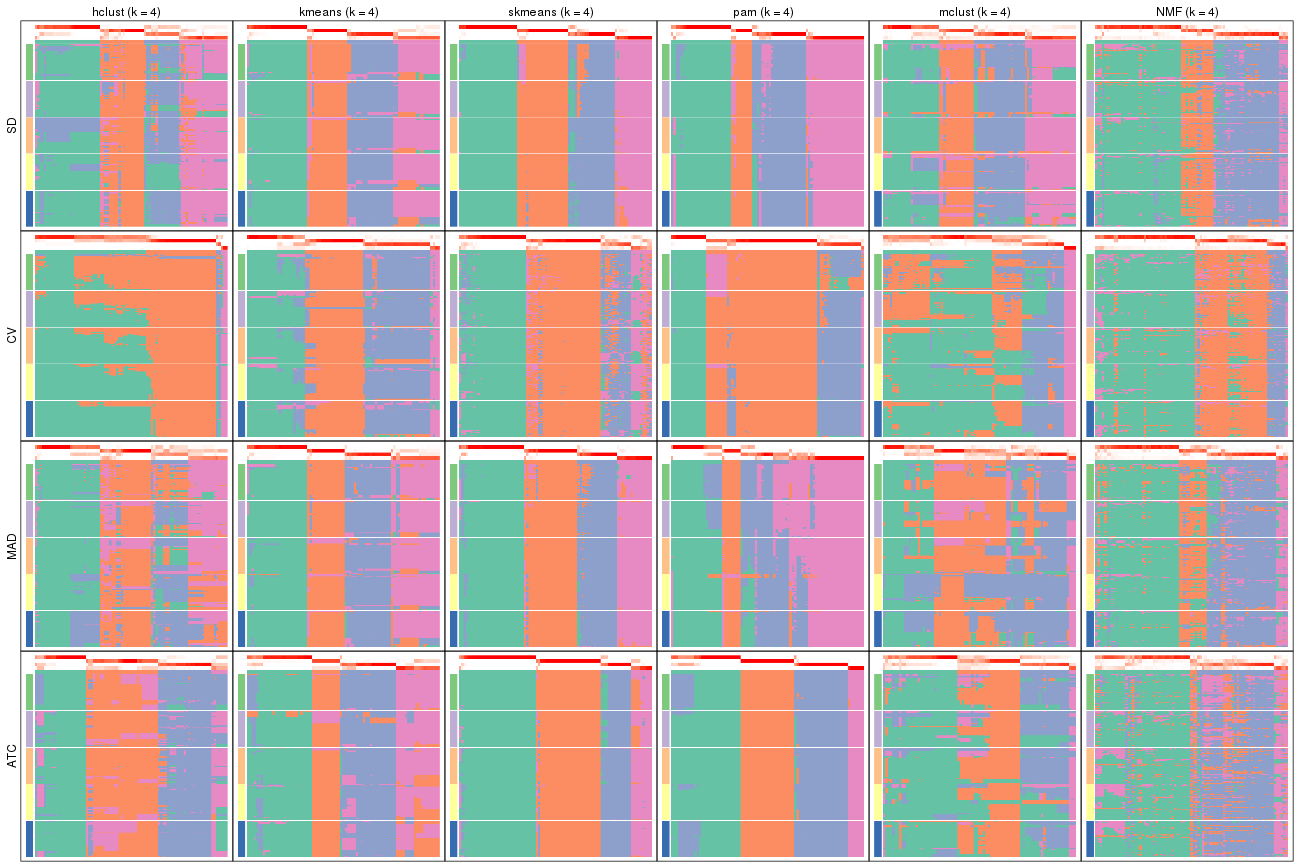 hclust (k = 4) kmeans (k = 4) skmeans (k = 4) pam (k = 4) mclust (k = 4) NMF (k = 4)
SD
CV
MAD
ATC